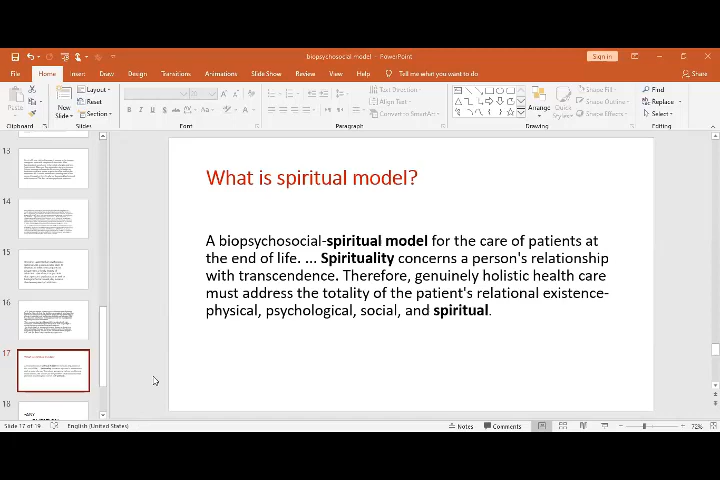 biopsychosocial model - PowerPoint
Sign in
File Home Insert Draw Design Transitions Animations Slide Show Review View Help Tell me what you want to do Share
Paste New Slide Layout Reset Section Text Direction Align Text Convert to SmartArt Arrange Shape Fill Shape Outline Shape Effects Find Replace Select
Clipboard Slides Font Paragraph Drawing Editing
13
14
15
16
17
18
What is spiritual model?
A biopsychosocial-spiritual model for the care of patients at
the end of life. ... Spirituality concerns a person's relationship
with transcendence. Therefore, genuinely holistic health care
must address the totality of the patient's relational existence-
physical, psychological, social, and spiritual.
Slide 17 of 19 English (United States) Notes Comments 72%